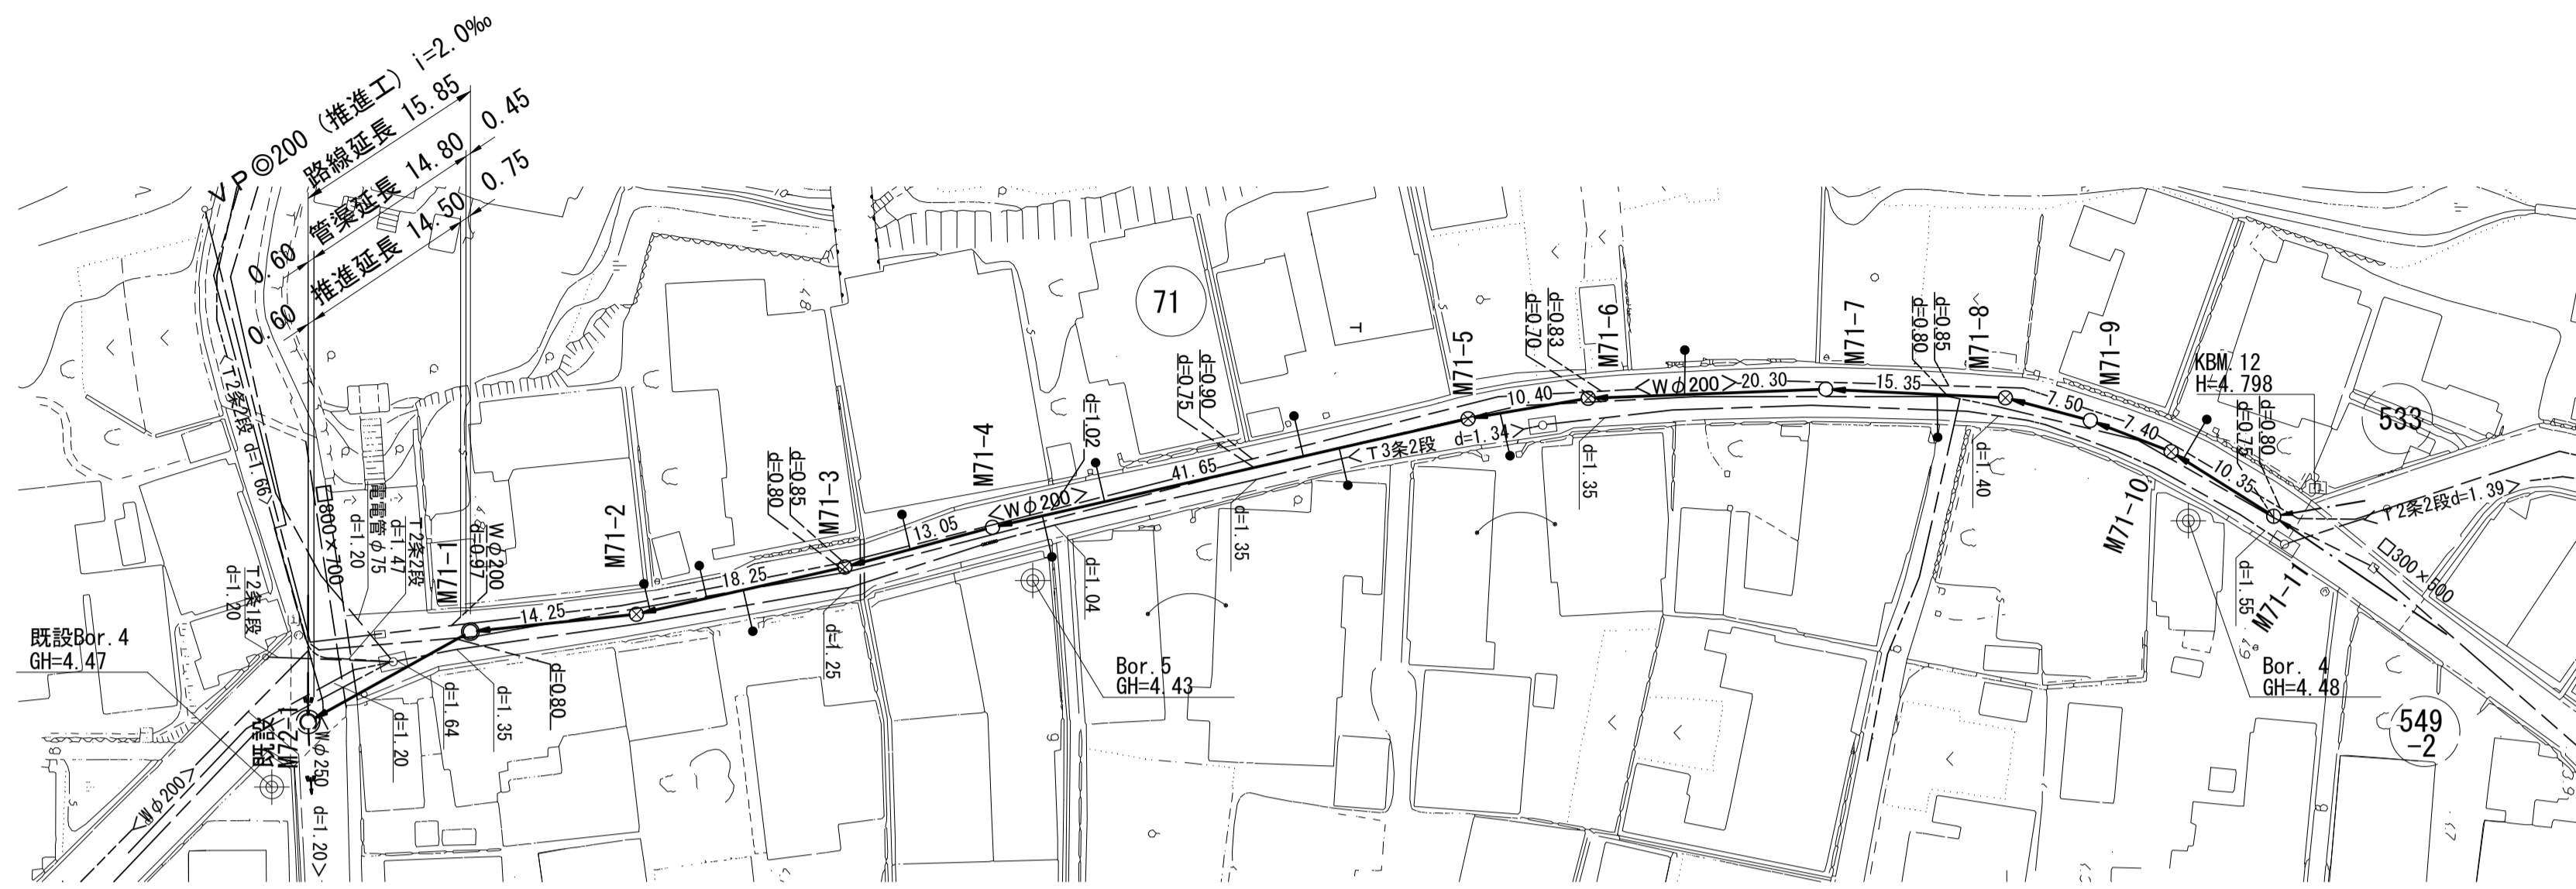 VP◎200（推進工）i=2.0‰
路線延長 15.85
管渠延長 14.80
0.45
0.60
推進延長 14.50
0.75
0.60
<T2条2段 d=1.66>
□800×700
d=1.20
電電管φ75
d=1.47
T2条2段
M71-1
Wφ200
d=0.97
T2条1段
d=1.20
既設Bor.4
GH=4.47
既設
M72-1
Wφ250 d=1.20>
<Wφ200>
d=1.20
d=1.64
d=1.35
d=0.80
14.25
M71-2
18.25
d=0.80
d=0.85
M71-3
d=1.25
13.05
M71-4
<Wφ200>
d=1.02
d=1.04
Bor.5
GH=4.43
41.65
d=0.75
d=0.90
d=1.35
71
<T3条2段
d=1.34>
M71-5
10.40
d=0.70
d=0.83
M71-6
d=1.35
<Wφ200>
20.30
M71-7
15.35
d=0.80
d=0.85
M71-8
d=1.40
7.50
M71-9
7.40
M71-10
10.35
KBM.12
H=4.798
d=0.75
d=0.80
533
<T2条2段d=1.39>
□300×500
d=1.55
M71-11
Bor. 4
GH=4.48
549
-2